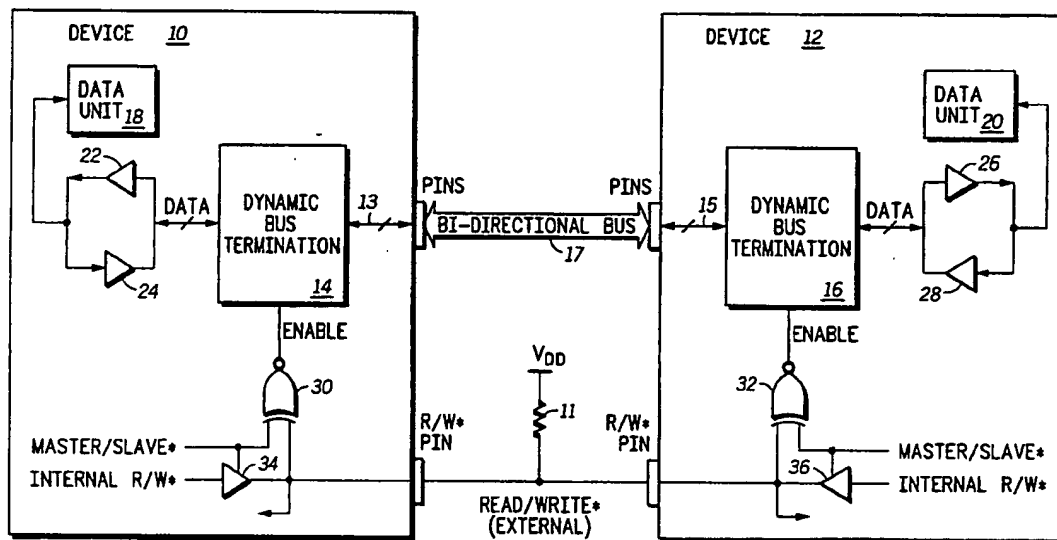 DEVICE 10
DATA
UNIT 18
22
24
DATA
DYNAMIC
BUS
TERMINATION
14
13
ENABLE
30
MASTER/SLAVE*
INTERNAL R/W*
34
PINS
BI-DIRECTIONAL BUS
17
PINS
VDD
11
R/W*
PIN
READ/WRITE*
(EXTERNAL)
R/W*
PIN
DEVICE 12
DATA
UNIT 20
26
28
DATA
15
DYNAMIC
BUS
TERMINATION
16
ENABLE
32
MASTER/SLAVE*
36
INTERNAL R/W*